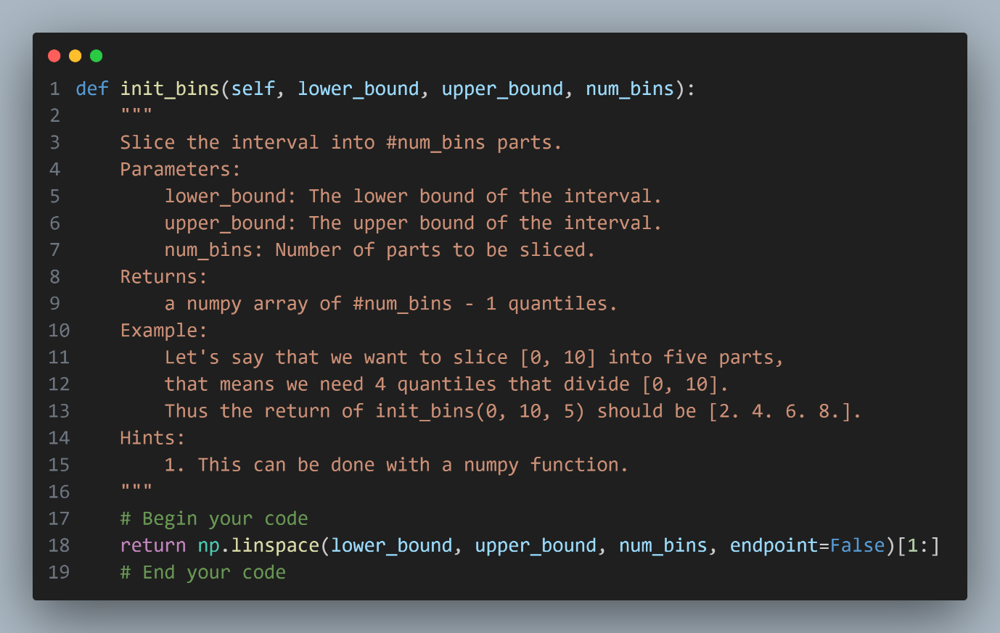 1 def init_bins(self, lower_bound, upper_bound, num_bins):
2     """
3     Slice the interval into #num_bins parts.
4     Parameters:
5         lower_bound: The lower bound of the interval.
6         upper_bound: The upper bound of the interval.
7         num_bins: Number of parts to be sliced.
8     Returns:
9         a numpy array of #num_bins - 1 quantiles.
10     Example:
11         Let's say that we want to slice [0, 10] into five parts,
12         that means we need 4 quantiles that divide [0, 10].
13         Thus the return of init_bins(0, 10, 5) should be [2. 4. 6. 8.].
14     Hints:
15         1. This can be done with a numpy function.
16     """
17     # Begin your code
18     return np.linspace(lower_bound, upper_bound, num_bins, endpoint=False)[1:]
19     # End your code